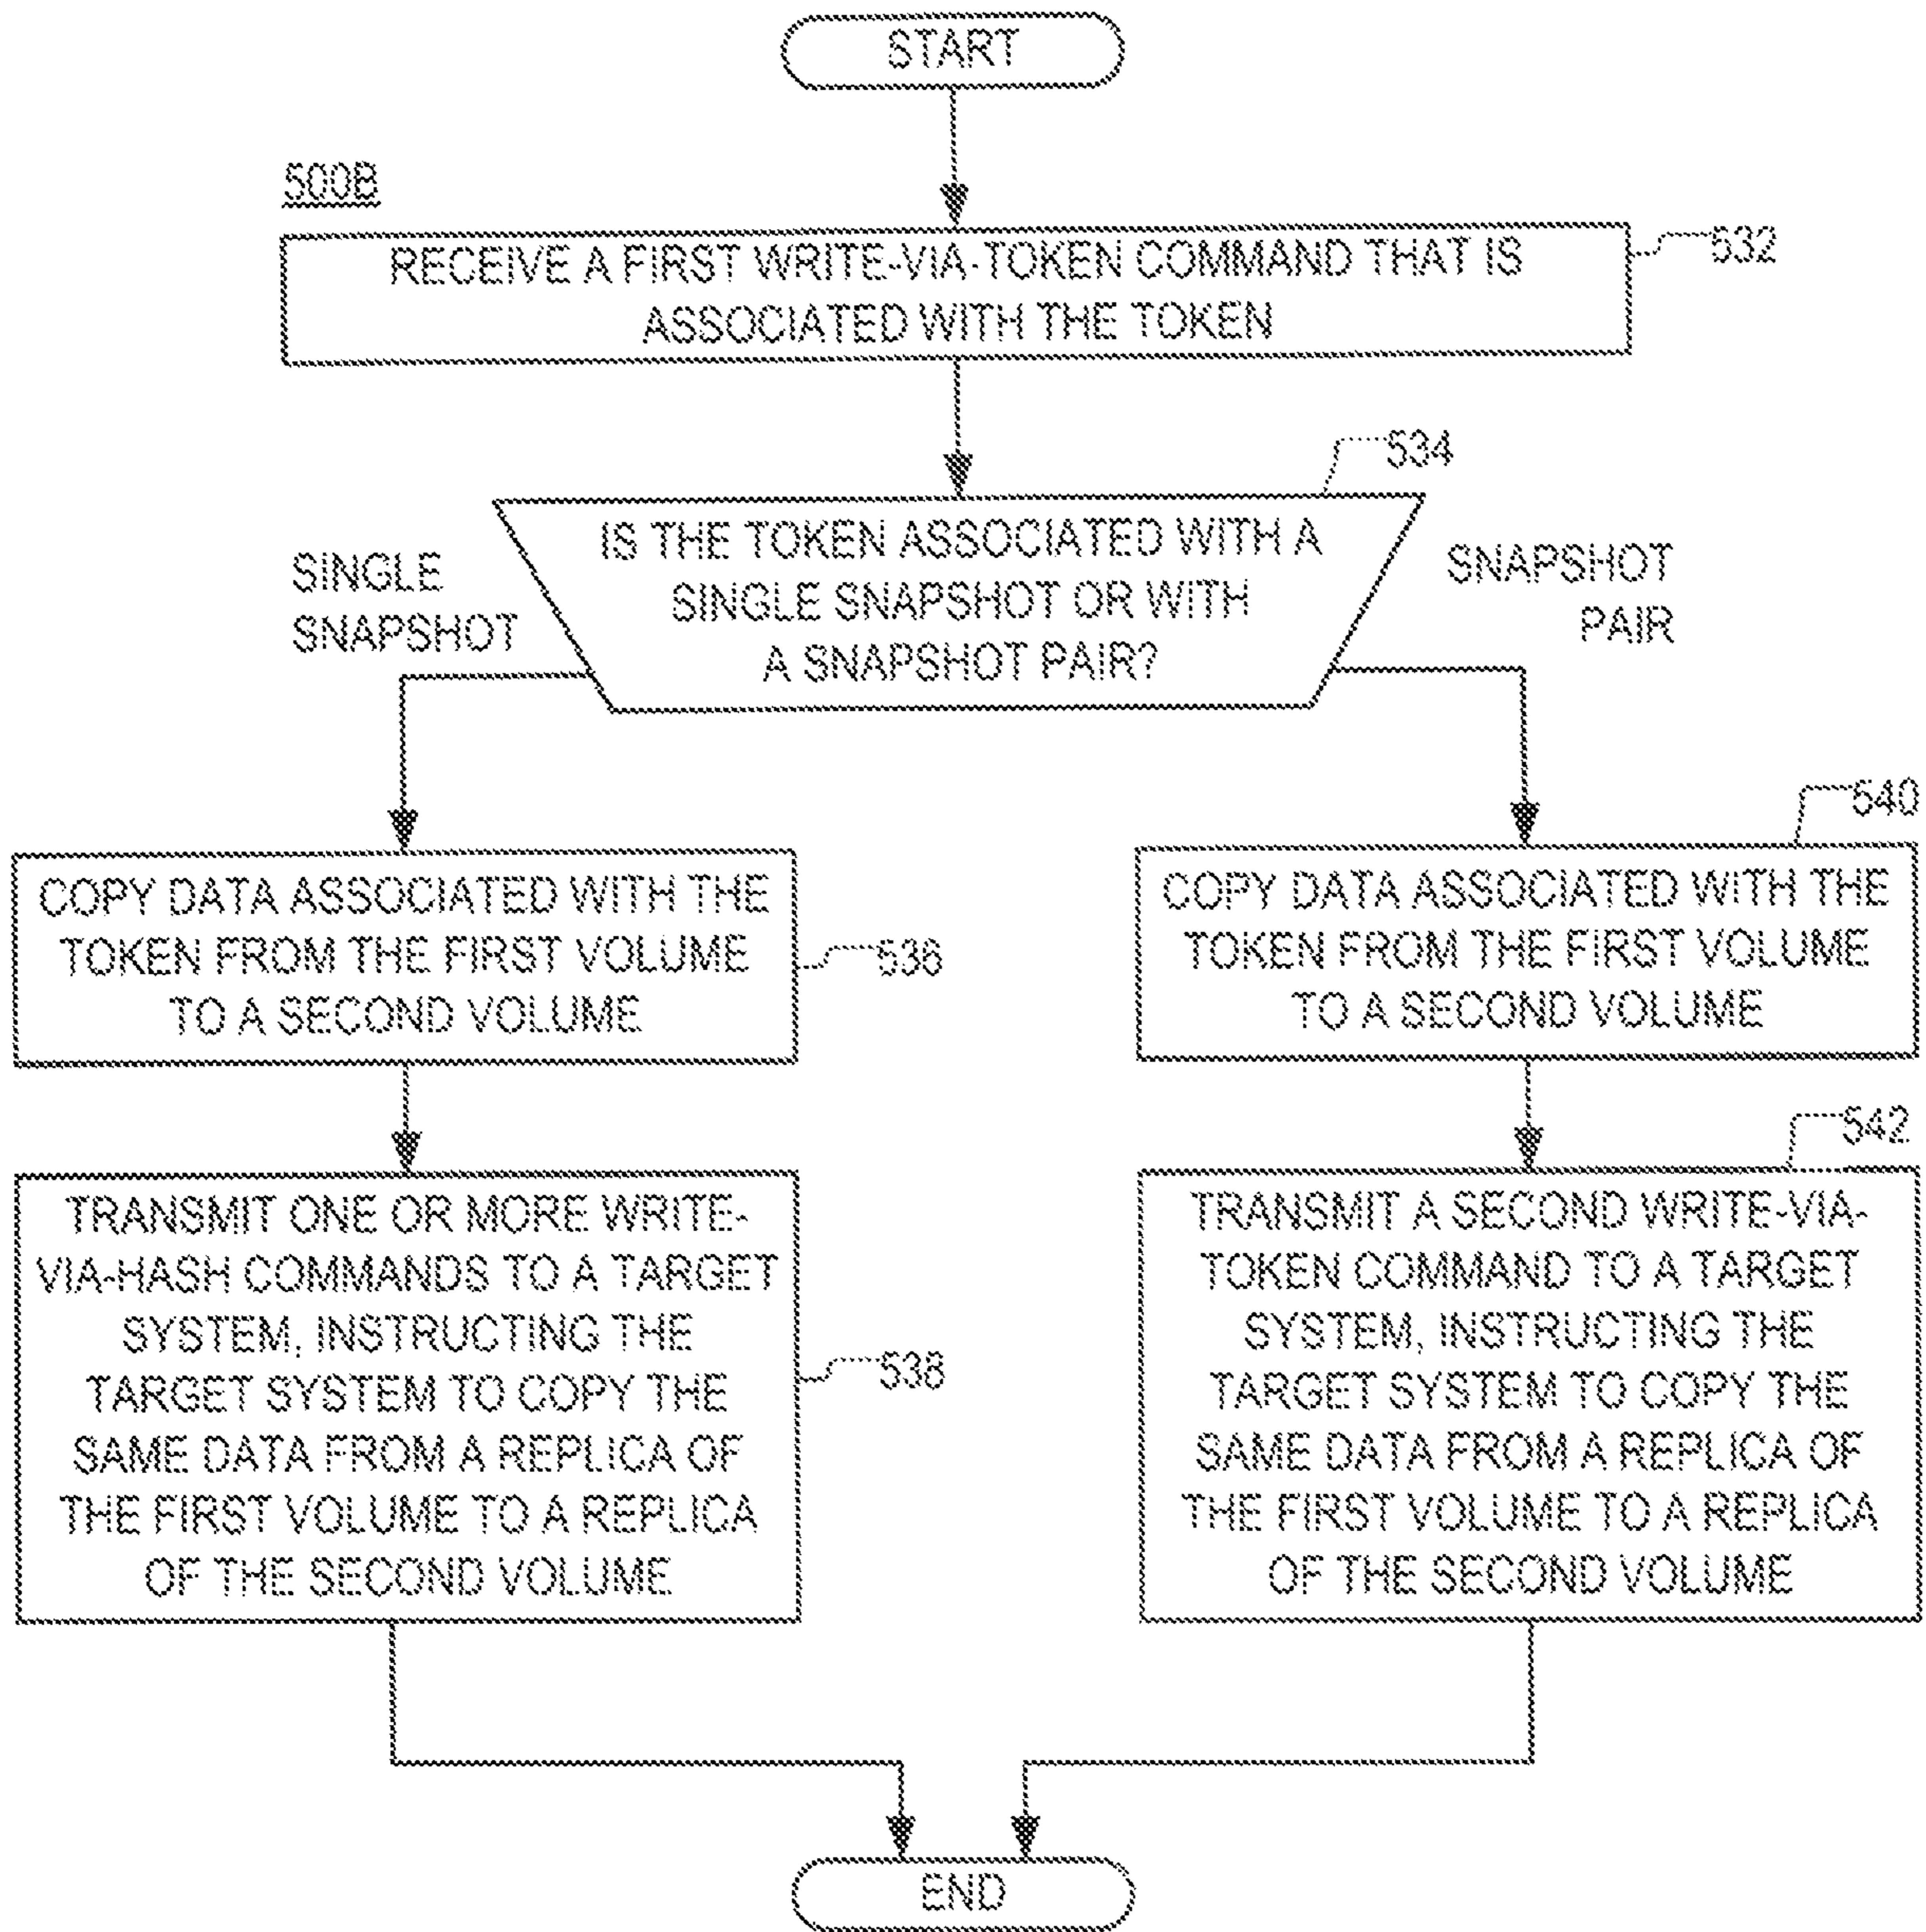 START
500B
RECEIVE A FIRST WRITE-VIA-TOKEN COMMAND THAT IS
ASSOCIATED WITH THE TOKEN
532
534
IS THE TOKEN ASSOCIATED WITH A
SINGLE SNAPSHOT OR WITH
A SNAPSHOT PAIR?
SINGLE
SNAPSHOT
SNAPSHOT
PAIR
COPY DATA ASSOCIATED WITH THE
TOKEN FROM THE FIRST VOLUME
TO A SECOND VOLUME
536
540
COPY DATA ASSOCIATED WITH THE
TOKEN FROM THE FIRST VOLUME
TO A SECOND VOLUME
TRANSMIT ONE OR MORE WRITE-
VIA-HASH COMMANDS TO A TARGET
SYSTEM, INSTRUCTING THE
TARGET SYSTEM TO COPY THE
SAME DATA FROM A REPLICA OF
THE FIRST VOLUME TO A REPLICA
OF THE SECOND VOLUME
538
542
TRANSMIT A SECOND WRITE-VIA-
TOKEN COMMAND TO A TARGET
SYSTEM, INSTRUCTING THE
TARGET SYSTEM TO COPY THE
SAME DATA FROM A REPLICA OF
THE FIRST VOLUME TO A REPLICA
OF THE SECOND VOLUME
END